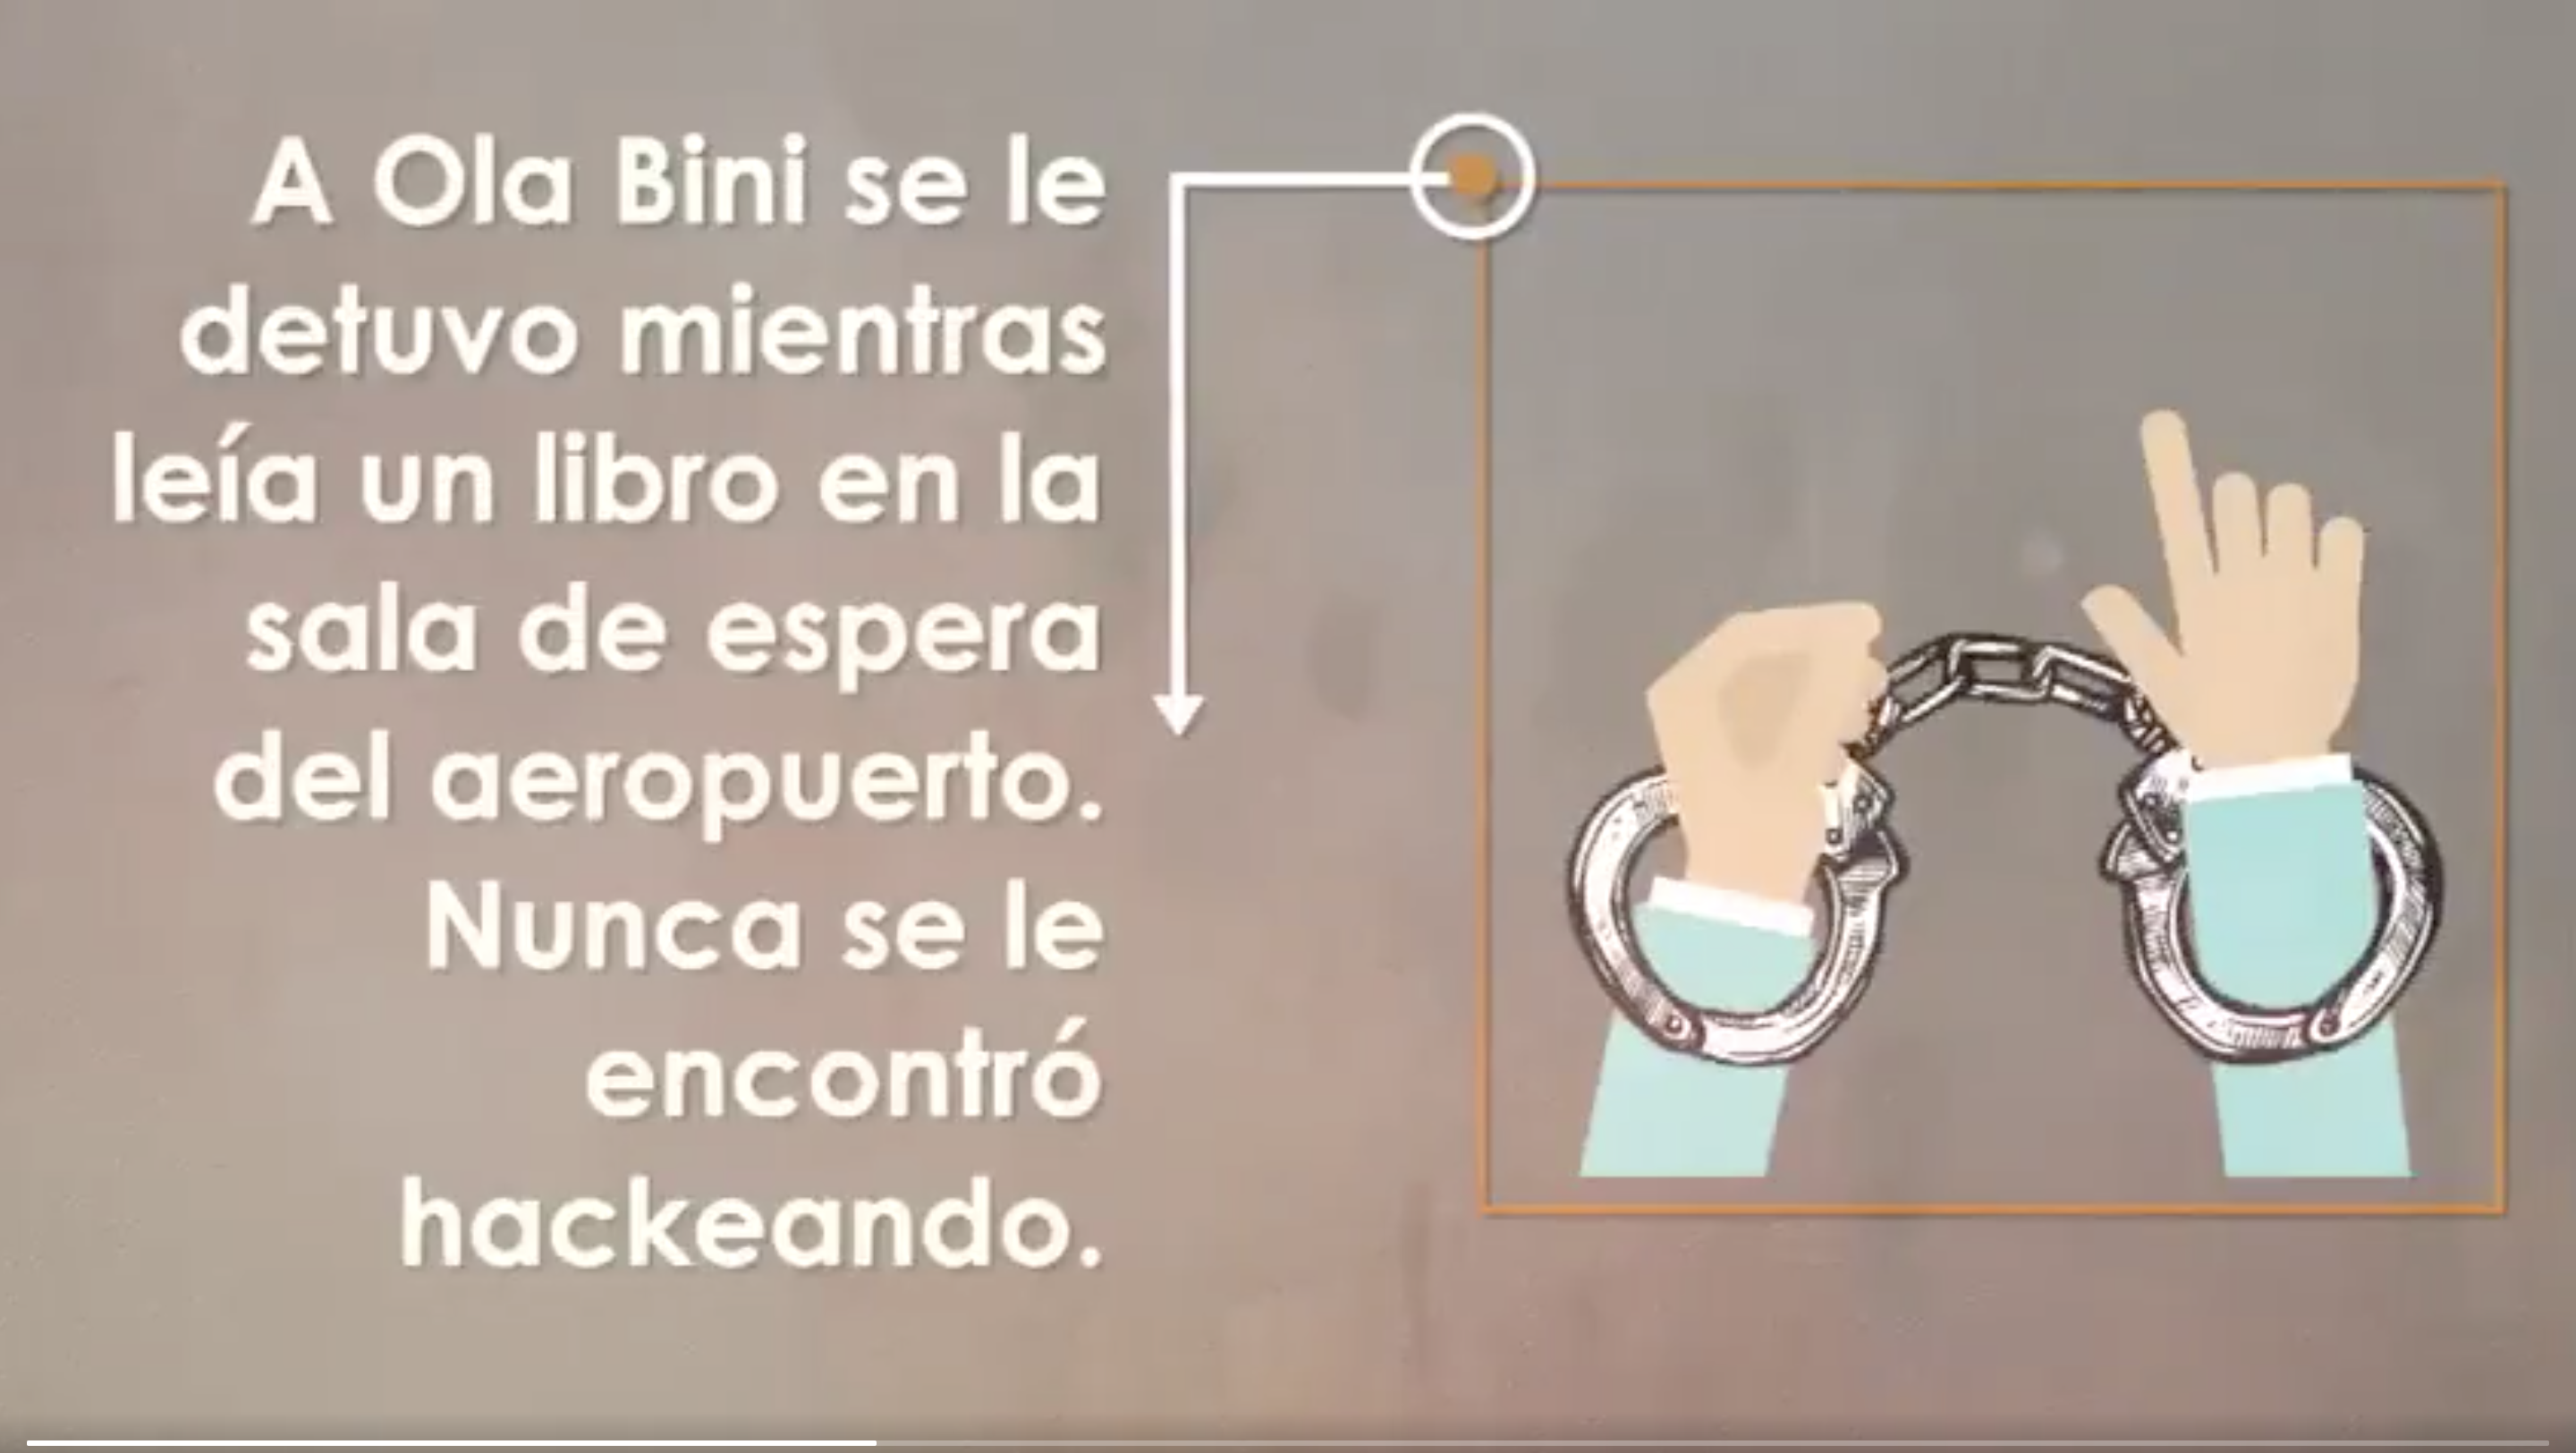 A Ola Bini se le
detuvo mientras
leía un libro en la
sala de espera
del aeropuerto.
Nunca se le
encontró
hackeando.